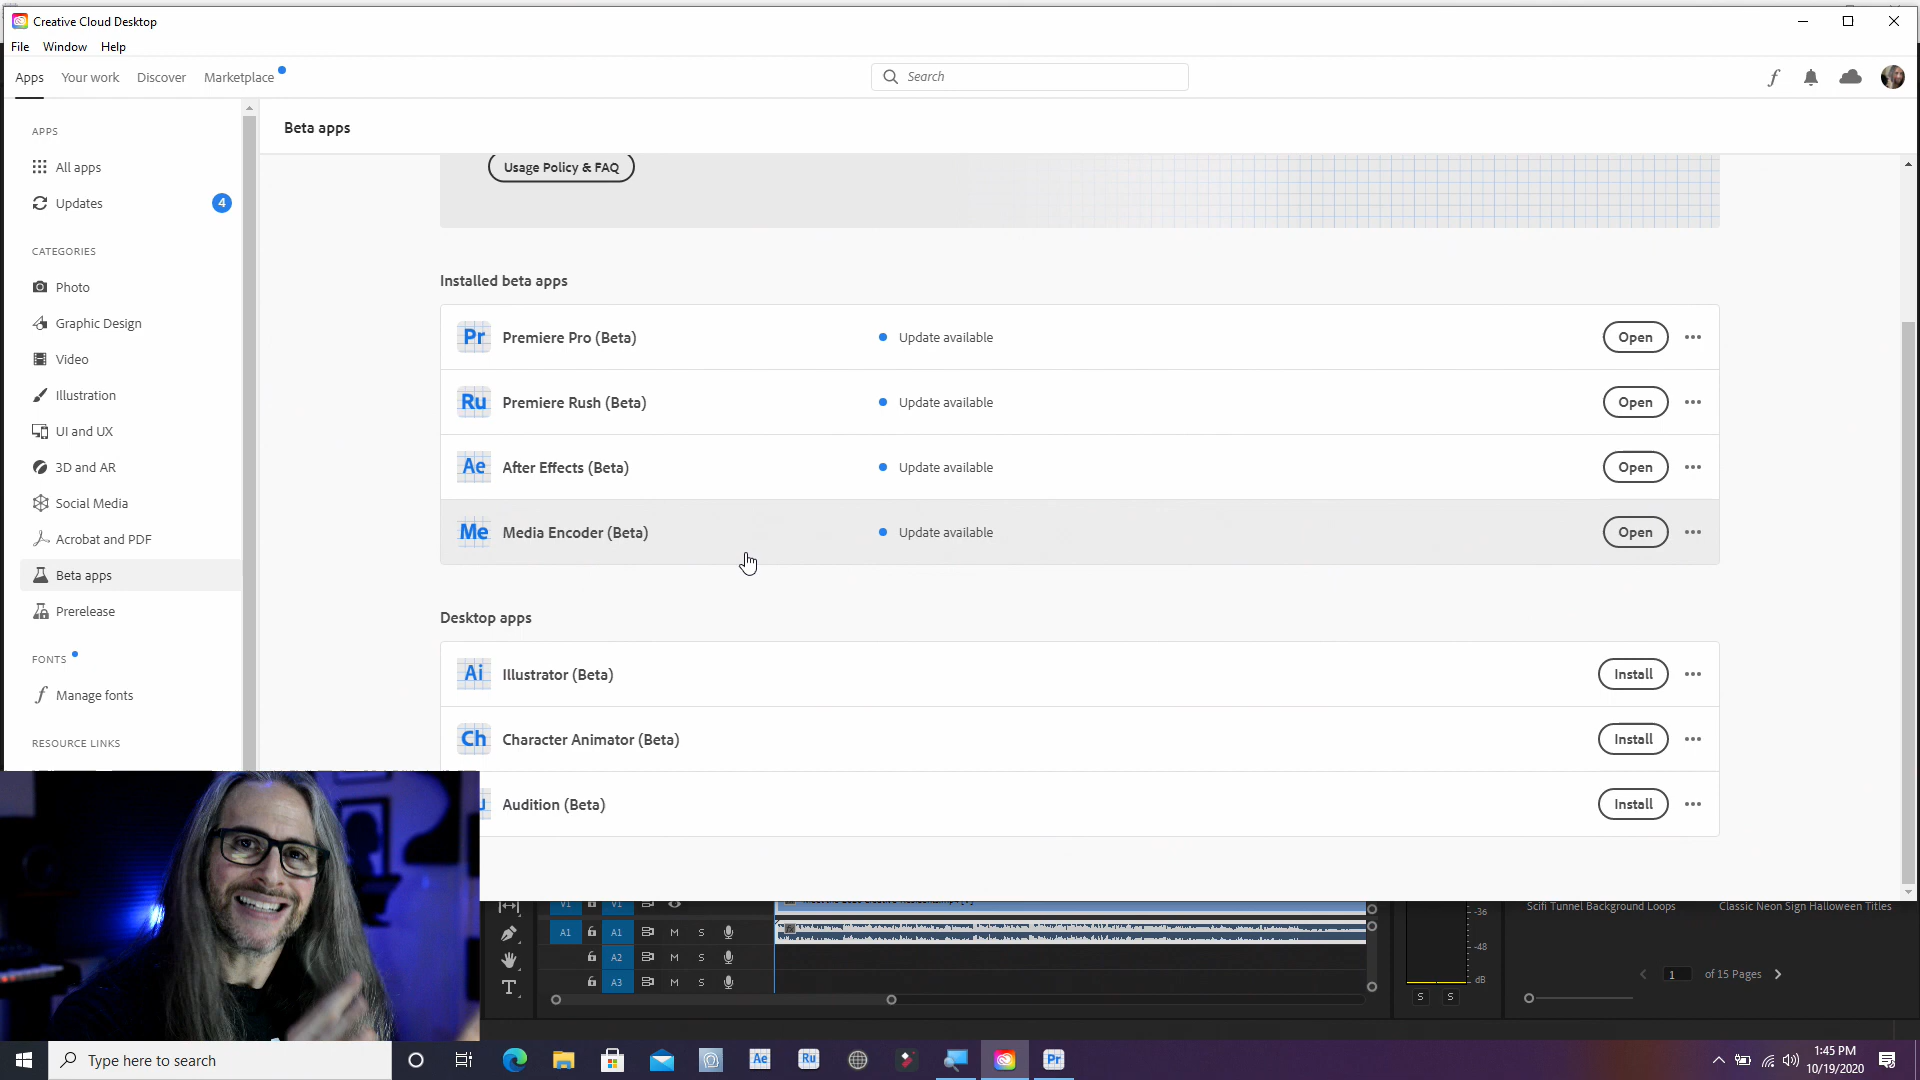 Creative Cloud Desktop
File Window Help
Apps Your work Discover Marketplace
Search
APPS
All apps
Updates 4
CATEGORIES
Photo
Graphic Design
Video
Illustration
UI and UX
3D and AR
Social Media
Acrobat and PDF
Beta apps
Prerelease
FONTS
Manage fonts
RESOURCE LINKS
Beta apps
Usage Policy & FAQ
Installed beta apps
Pr Premiere Pro (Beta) Update available Open
Ru Premiere Rush (Beta) Update available Open
Ae After Effects (Beta) Update available Open
Me Media Encoder (Beta) Update available Open
Desktop apps
Ai Illustrator (Beta) Install
Ch Character Animator (Beta) Install
Audition (Beta) Install
V1 V1
A1 A1 M S
A2 M S
A3 M S
-36
-48
dB
S S
Scifi Tunnel Background Loops Classic Neon Sign Halloween Titles
1 of 15 Pages
Type here to search
Ae Ru Pr
1:45 PM
10/19/2020